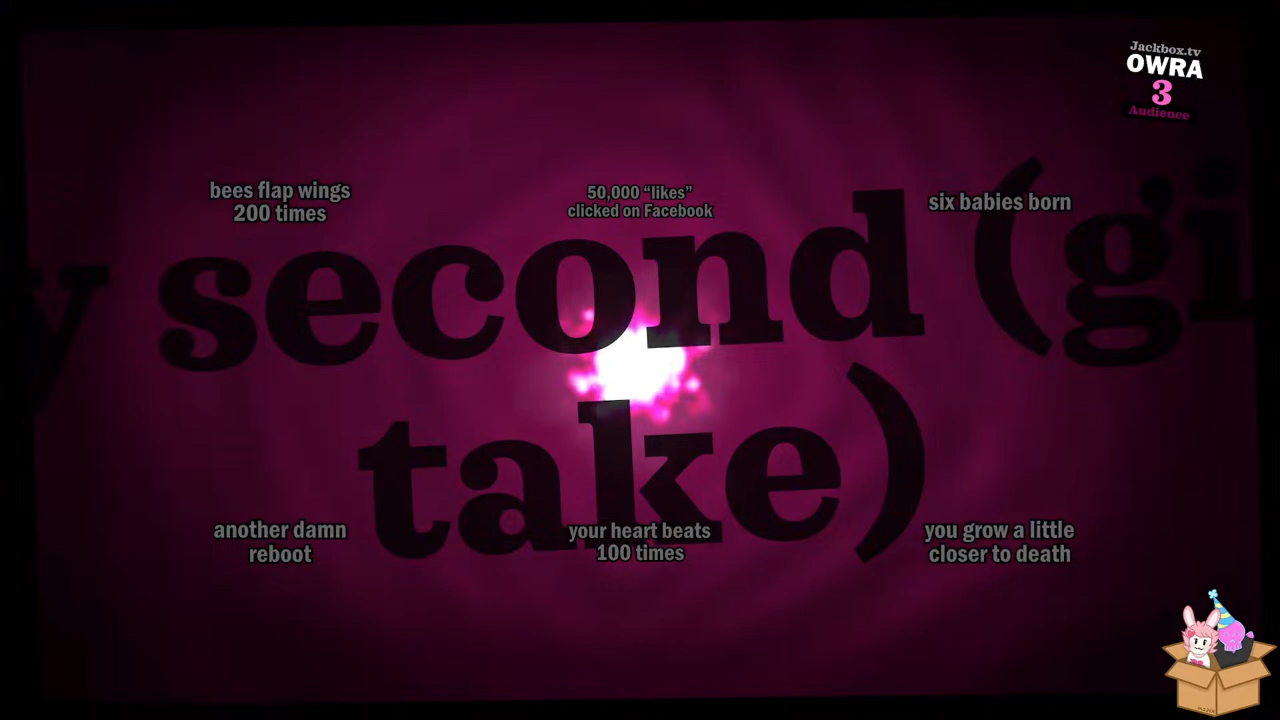 Jackbox.tv
OWRA
3
Audience
bees flap wings
200 times
50,000 “likes”
clicked on Facebook
six babies born
y second (gi
take)
another damn
reboot
your heart beats
100 times
you grow a little
closer to death